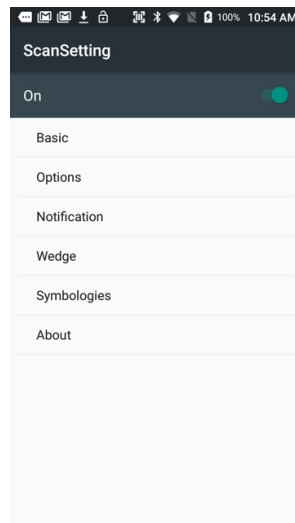 100% 10:54 AM
ScanSetting
On
Basic
Options
Notification
Wedge
Symbologies
About